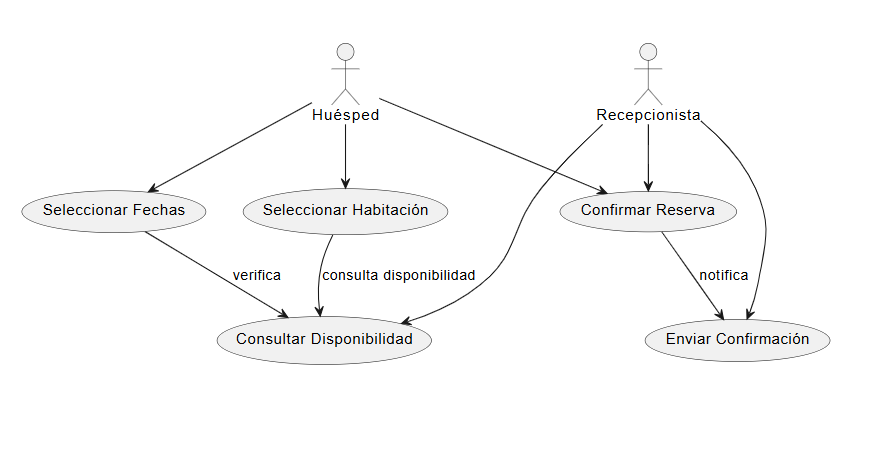 Huésped
Recepcionista
Seleccionar Fechas
Seleccionar Habitación
Confirmar Reserva
verifica
consulta disponibilidad
notifica
Consultar Disponibilidad
Enviar Confirmación